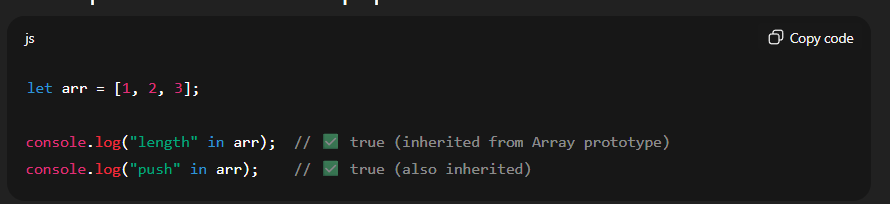 js
Copy code
let arr = [1, 2, 3];
console.log("length" in arr);  // ✅ true (inherited from Array prototype)
console.log("push" in arr);    // ✅ true (also inherited)